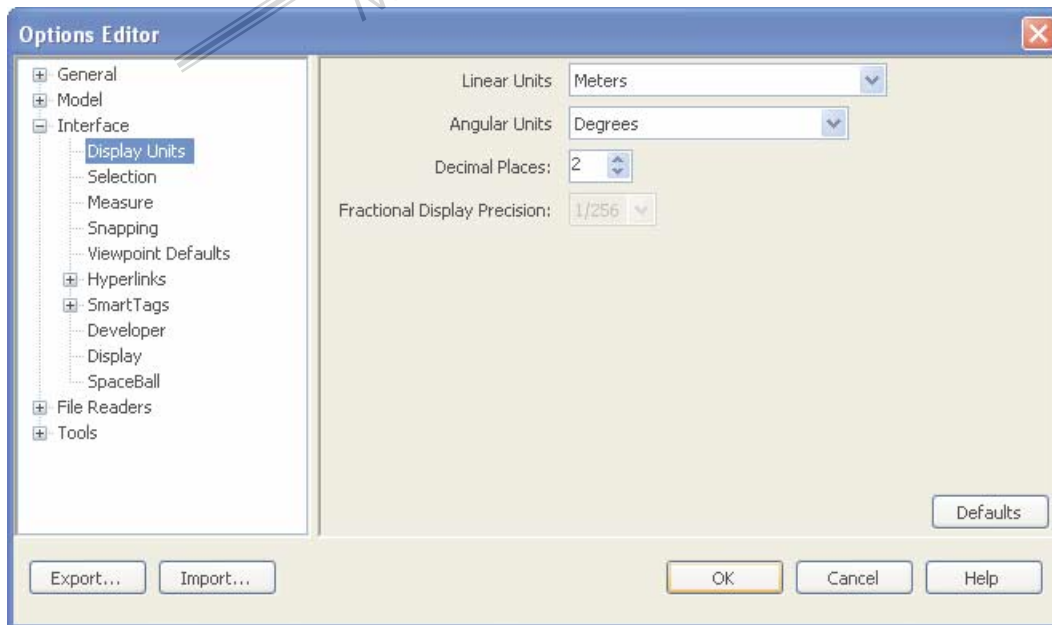 Options Editor
General
Model
Interface
Display Units
Selection
Measure
Snapping
Viewpoint Defaults
Hyperlinks
SmartTags
Developer
Display
SpaceBall
File Readers
Tools
Linear Units Meters
Angular Units Degrees
Decimal Places: 2
Fractional Display Precision: 1/256
Defaults
Export... Import... OK Cancel Help